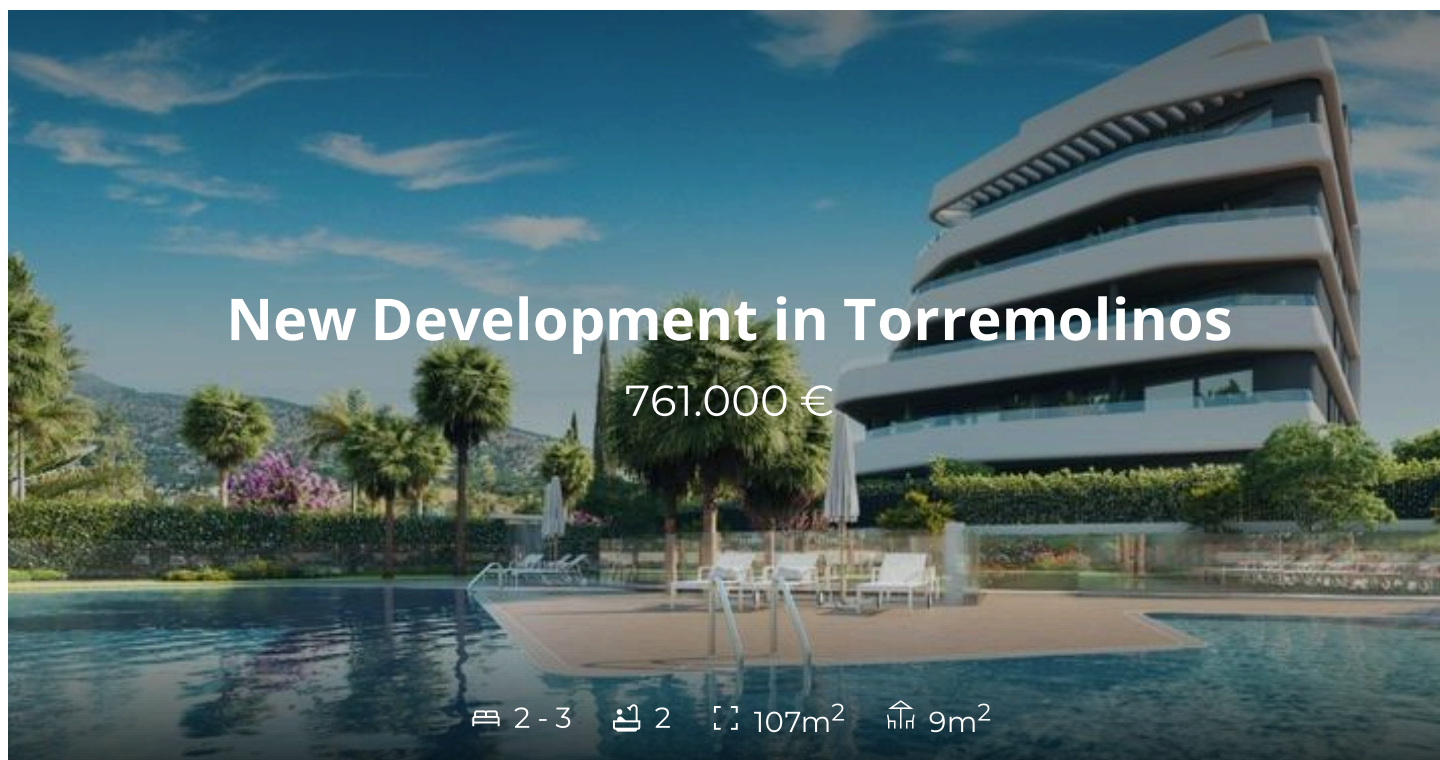 New Development in Torremolinos
761.000 €
2 - 3 2 107m² 9m²